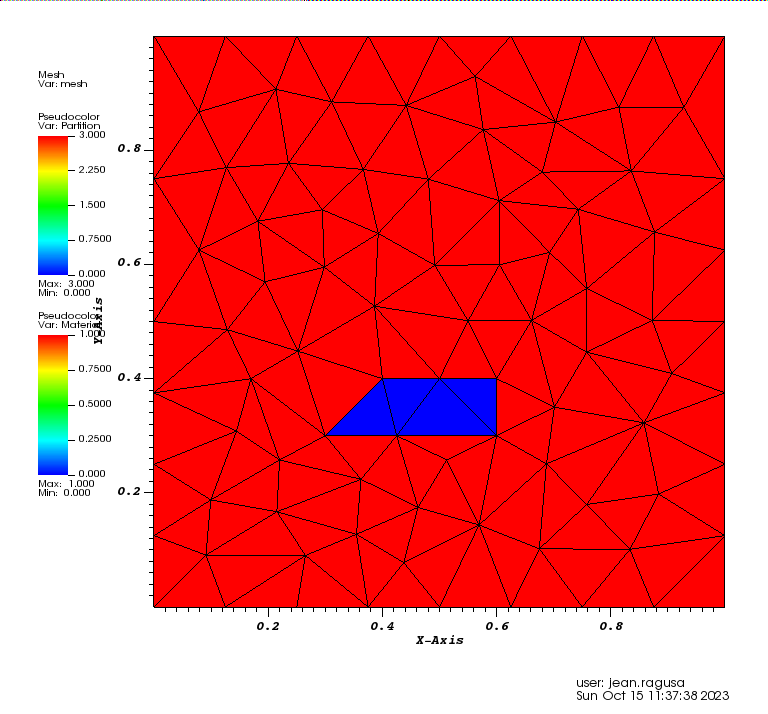 Mesh
Var: mesh
Pseudocolor
Var: Partition
3.000
2.250
1.500
0.7500
0.000
Max: 3.000
Min: 0.000
Pseudocolor
Var: Material
1.000
0.7500
0.5000
0.2500
0.000
Max: 1.000
Min: 0.000
Y-Axis
0.8
0.6
0.4
0.2
0.2
0.4
0.6
0.8
X-Axis
user: jean.ragusa
Sun Oct 15 11:37:38 2023